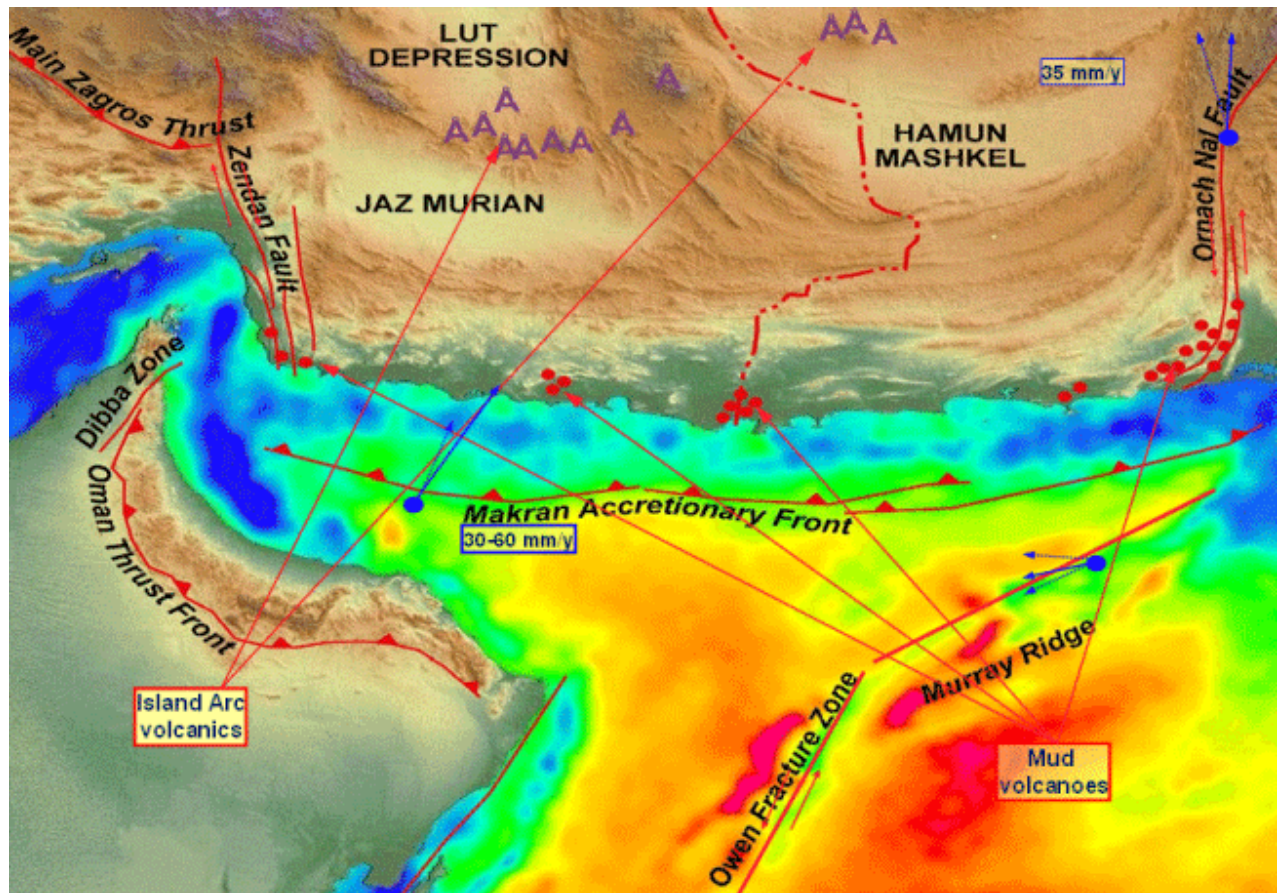 LUT
DEPRESSION
Main Zagros Thrust
35 mm/y
HAMUN
MASHKEL
Ornach Nal Fault
Zendan Fault
JAZ MURIAN
Dibba Zone
Oman Thrust Front
Makran Accretionary Front
30-60 mm/y
Murray Ridge
Owen Fracture Zone
Island Arc
volcanics
Mud
volcanoes
A
A
A
A
A
A
A
A
A
A
A
A
A